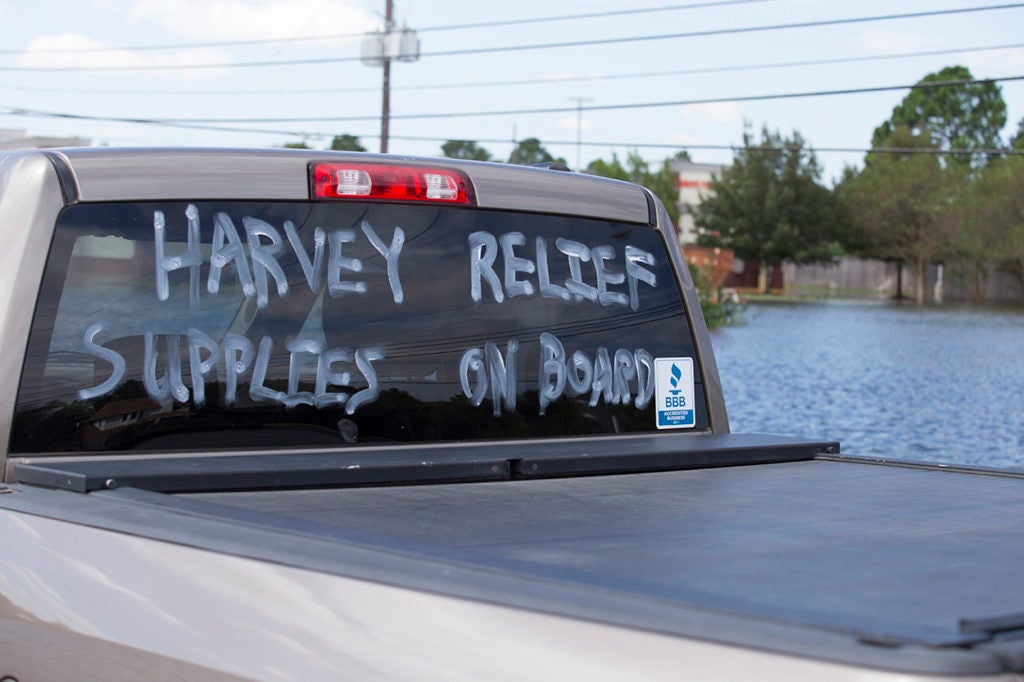 HARVEY RELIEF
SUPPLIES ON BOARD
BBB
ACCREDITED
BUSINESS